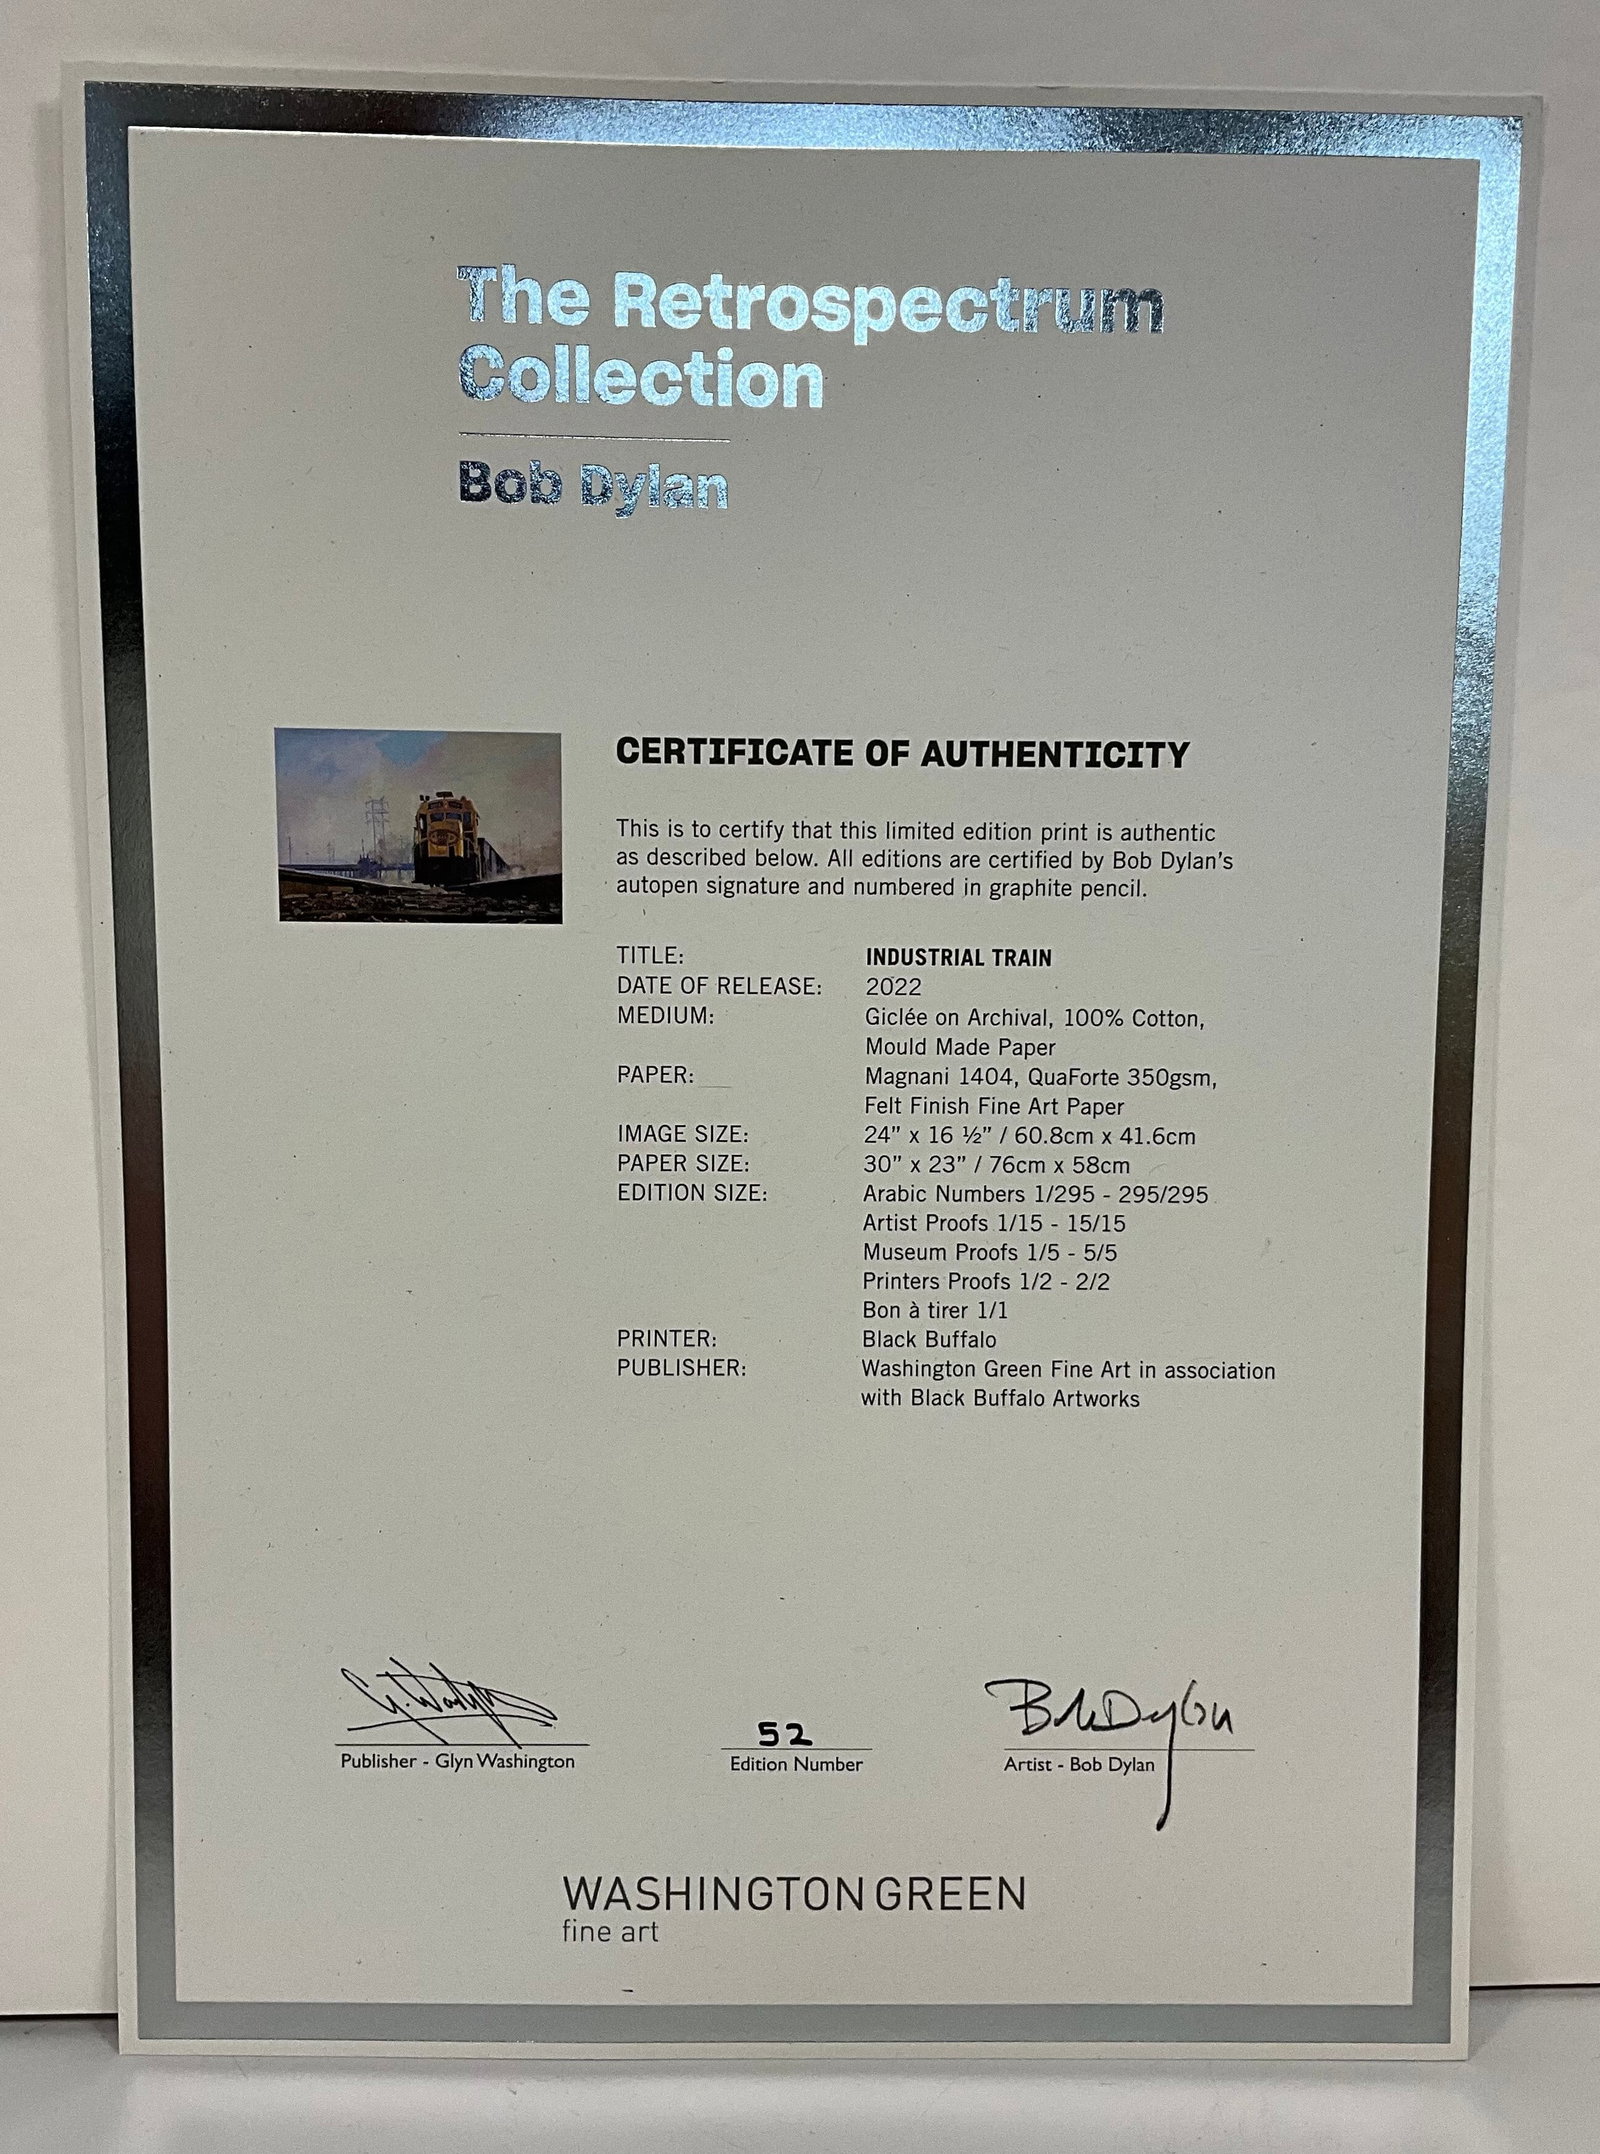 The Retrospectrum
Collection
Bob Dylan
CERTIFICATE OF AUTHENTICITY
This is to certify that this limited edition print is authentic
as described below. All editions are certified by Bob Dylan's
autopen signature and numbered in graphite pencil.
TITLE: INDUSTRIAL TRAIN
DATE OF RELEASE: 2022
MEDIUM: Giclée on Archival, 100% Cotton,
Mould Made Paper
PAPER: Magnani 1404, QuaForte 350gsm,
Felt Finish Fine Art Paper
IMAGE SIZE: 24” x 16 ½” / 60.8cm x 41.6cm
PAPER SIZE: 30” x 23” / 76cm x 58cm
EDITION SIZE: Arabic Numbers 1/295 - 295/295
Artist Proofs 1/15 - 15/15
Museum Proofs 1/5 - 5/5
Printers Proofs 1/2 - 2/2
Bon à tirer 1/1
PRINTER: Black Buffalo
PUBLISHER: Washington Green Fine Art in association
with Black Buffalo Artworks
52 Bob Dylan
Publisher - Glyn Washington Edition Number Artist - Bob Dylan
WASHINGTON GREEN
fine art